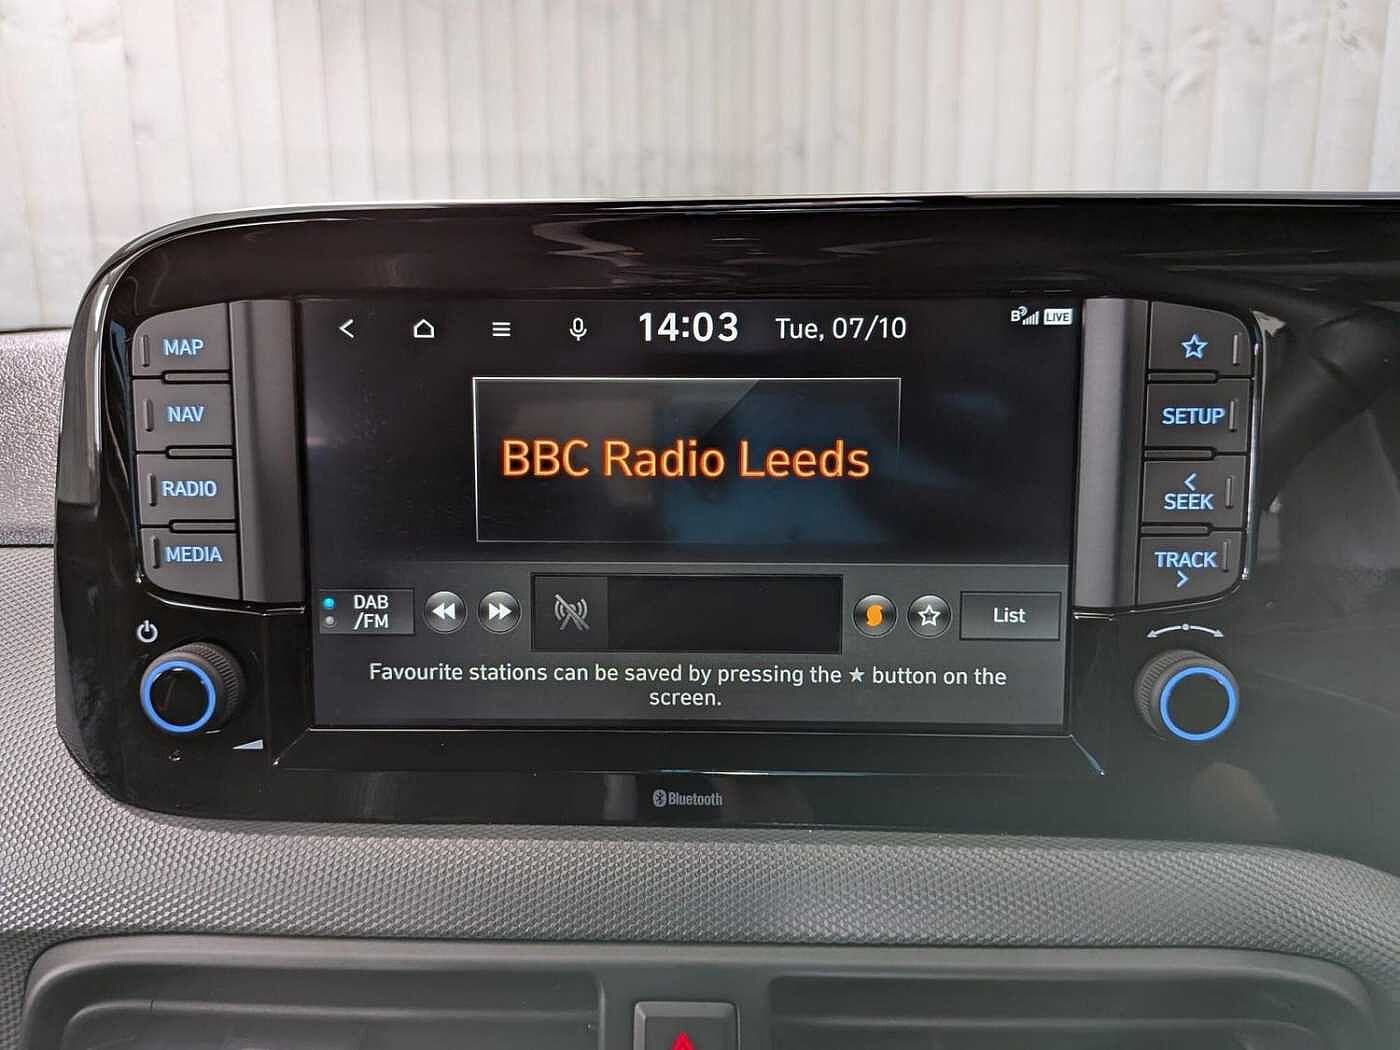 14:03 Tue, 07/10
B LIVE
MAP
NAV
RADIO
MEDIA
BBC Radio Leeds
SETUP
SEEK
TRACK
DAB
/FM
List
Favourite stations can be saved by pressing the ★ button on the
screen.
Bluetooth